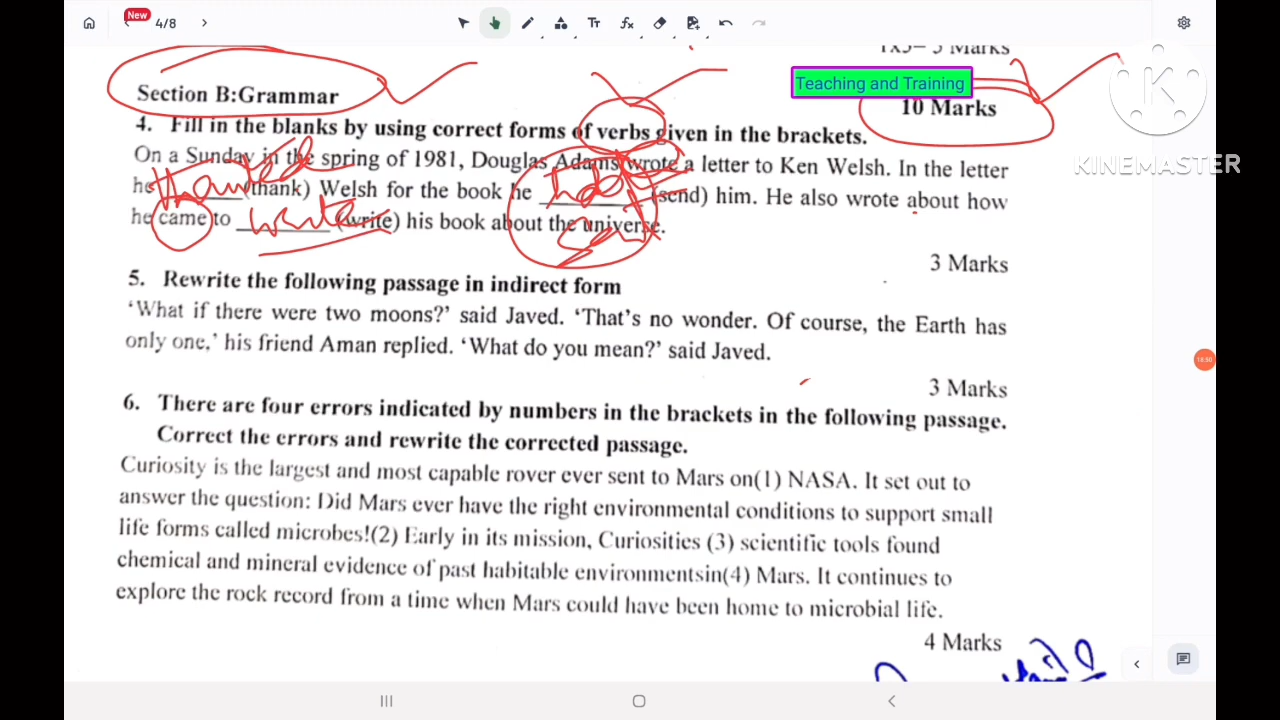 New
4/8
Tт
fx
1x3= 3 Marks
Teaching and Training
Section B:Grammar
10 Marks
K
KINEMASTER
4. Fill in the blanks by using correct forms of verbs given in the brackets.
On a Sunday in the spring of 1981, Douglas Adams wrote a letter to Ken Welsh. In the letter
he thanked (thank) Welsh for the book he had sent (send) him. He also wrote about how
he came to write (write) his book about the universe.
3 Marks
5. Rewrite the following passage in indirect form
‘What if there were two moons?’ said Javed. ‘That’s no wonder. Of course, the Earth has
only one,’ his friend Aman replied. ‘What do you mean?’ said Javed.
3 Marks
18:50
6. There are four errors indicated by numbers in the brackets in the following passage.
Correct the errors and rewrite the corrected passage.
Curiosity is the largest and most capable rover ever sent to Mars on(1) NASA. It set out to
answer the question: Did Mars ever have the right environmental conditions to support small
life forms called microbes!(2) Early in its mission, Curiosities (3) scientific tools found
chemical and mineral evidence of past habitable environmentsin(4) Mars. It continues to
explore the rock record from a time when Mars could have been home to microbial life.
4 Marks